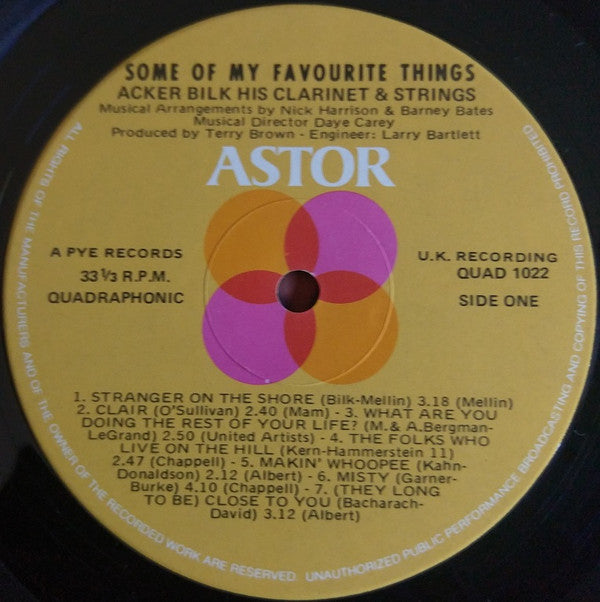 SOME OF MY FAVOURITE THINGS
ACKER BILK HIS CLARINET & STRINGS
Musical Arrangements by Nick Harrison & Barney Bates
Musical Director Daye Carey
Produced by Terry Brown - Engineer: Larry Bartlett
ASTOR
A PYE RECORDS
33⅓ R.P.M.
QUADRAPHONIC
U.K. RECORDING
QUAD 1022
SIDE ONE
1. STRANGER ON THE SHORE (Bilk-Mellin) 3.18 (Mellin)
2. CLAIR (O'Sullivan) 2.40 (Mam) - 3. WHAT ARE YOU
DOING THE REST OF YOUR LIFE? (M.& A.Bergman-
LeGrand) 2.50 (United Artists) - 4. THE FOLKS WHO
LIVE ON THE HILL (Kern-Hammerstein 11)
2.47 (Chappell) - 5. MAKIN' WHOOPEE (Kahn-
Donaldson) 2.12 (Albert) - 6. MISTY (Garner-
Burke) 4.10 (Chappell) - 7. (THEY LONG
TO BE) CLOSE TO YOU (Bacharach-
David) 3.12 (Albert)
ALL RIGHTS OF THE MANUFACTURERS AND OF THE OWNER OF THE RECORDED WORK ARE RESERVED. UNAUTHORIZED PUBLIC PERFORMANCE BROADCASTING AND COPYING OF THIS RECORD PROHIBITED